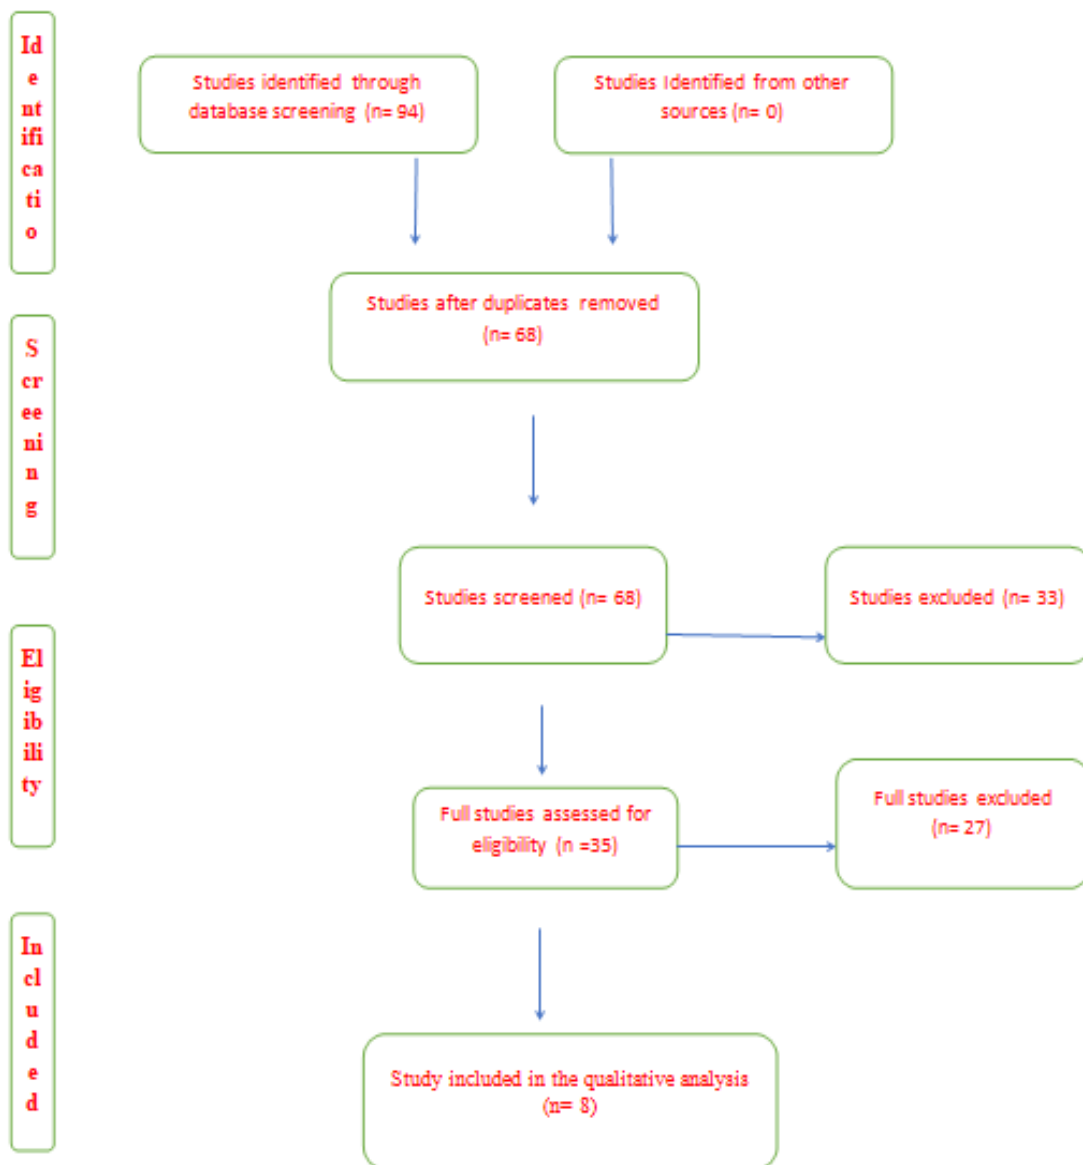 Id
e
nt
ifi
ca
ti
o
Studies identified through
database screening (n= 94)
Studies Identified from other
sources (n= 0)
Studies after duplicates removed
(n= 68)
S
cr
ee
ni
n
g
Studies screened (n= 68)
Studies excluded (n= 33)
El
ig
ib
ili
ty
Full studies assessed for
eligibility (n =35)
Full studies excluded
(n= 27)
In
cl
u
d
e
d
Study included in the qualitative analysis
(n= 8)